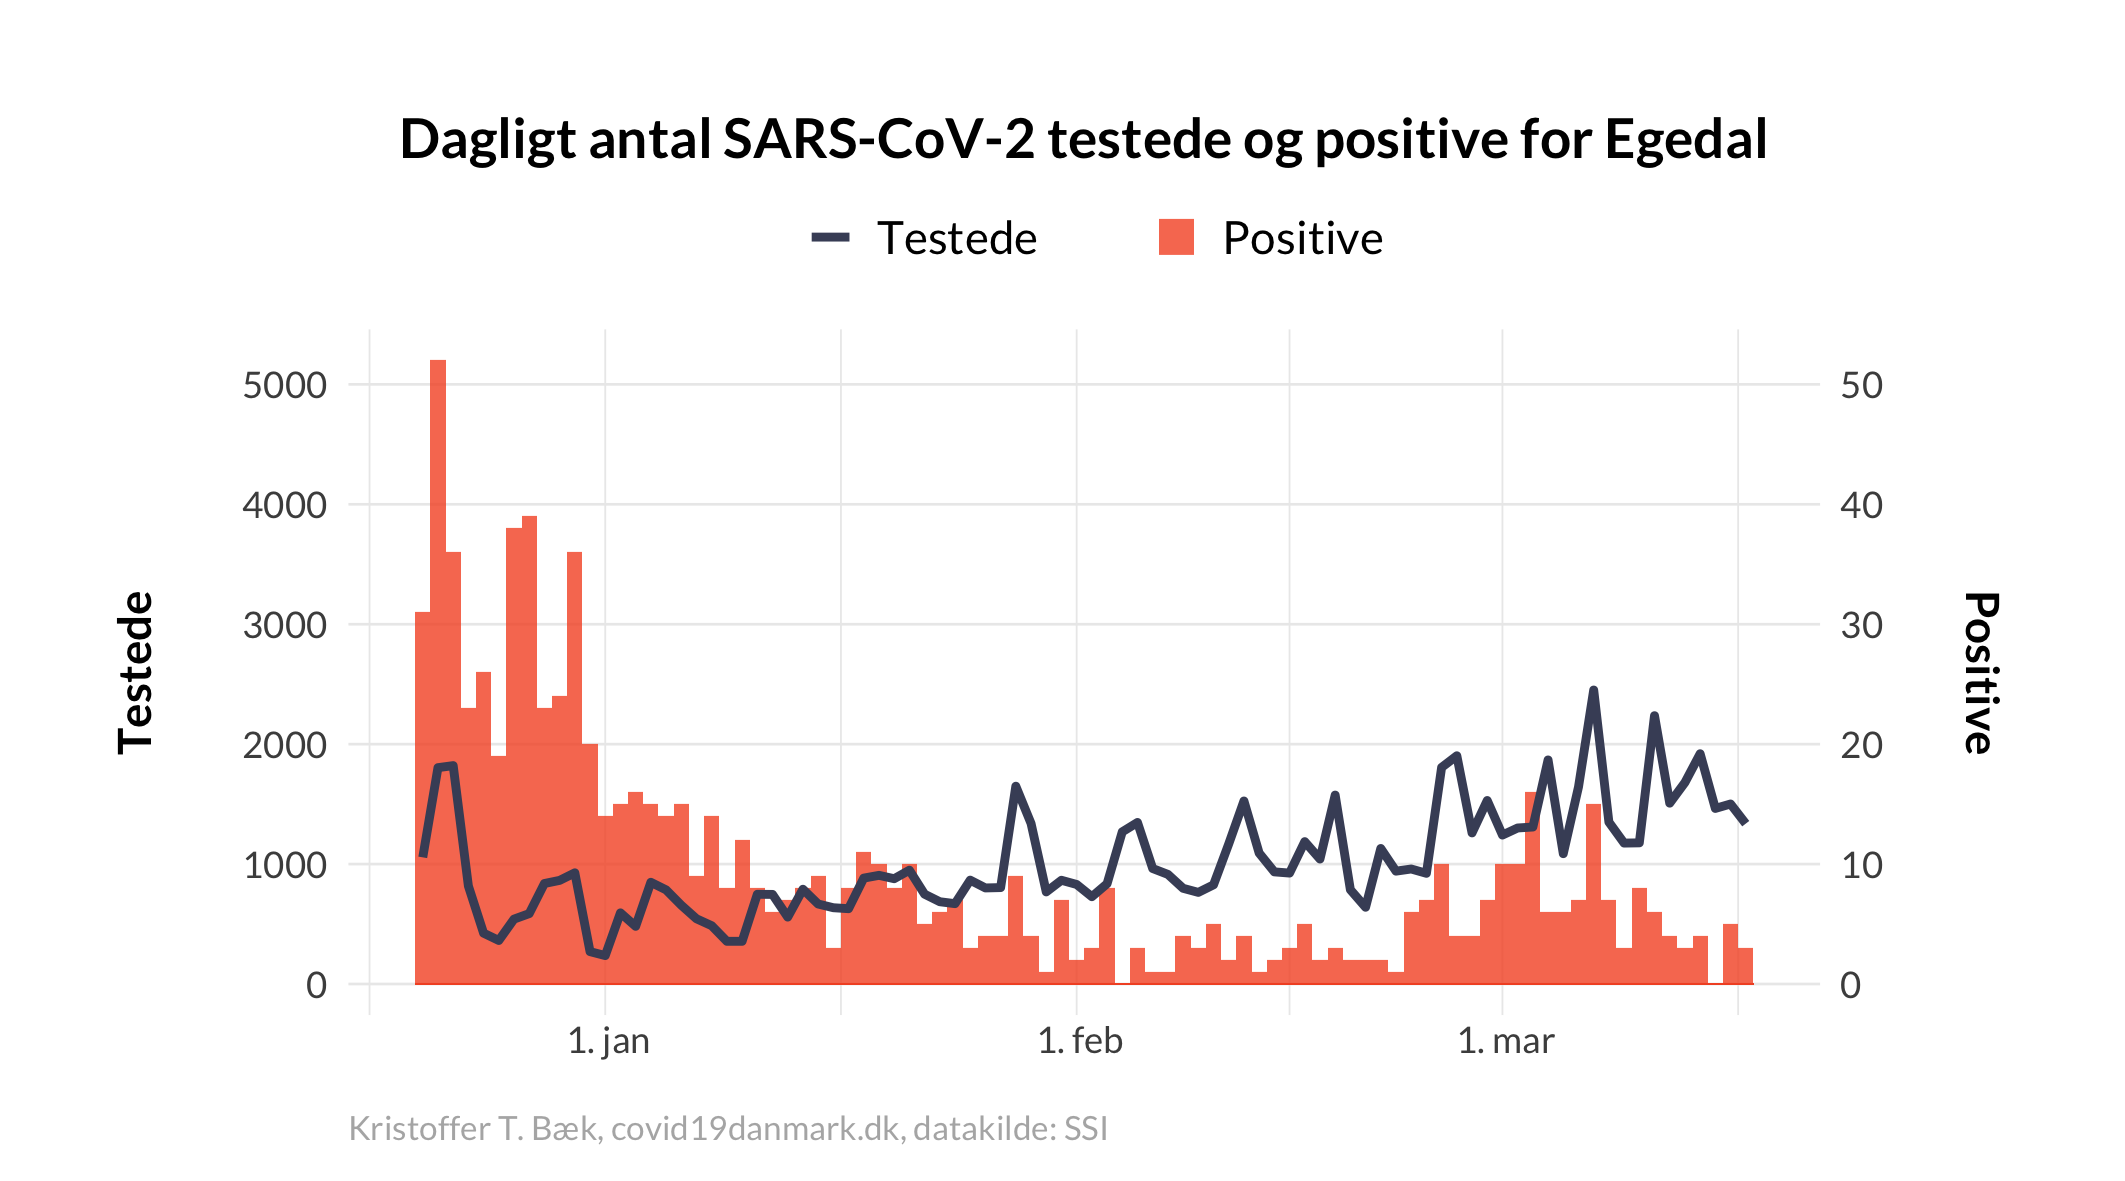 Dagligt antal SARS-CoV-2 testede og positive for Egedal
Testede
Positive
5000
4000
3000
2000
1000
0
Testede
50
40
30
20
10
0
Positive
1. jan
1. feb
1. mar
Kristoffer T. Bæk, covid19danmark.dk, datakilde: SSI